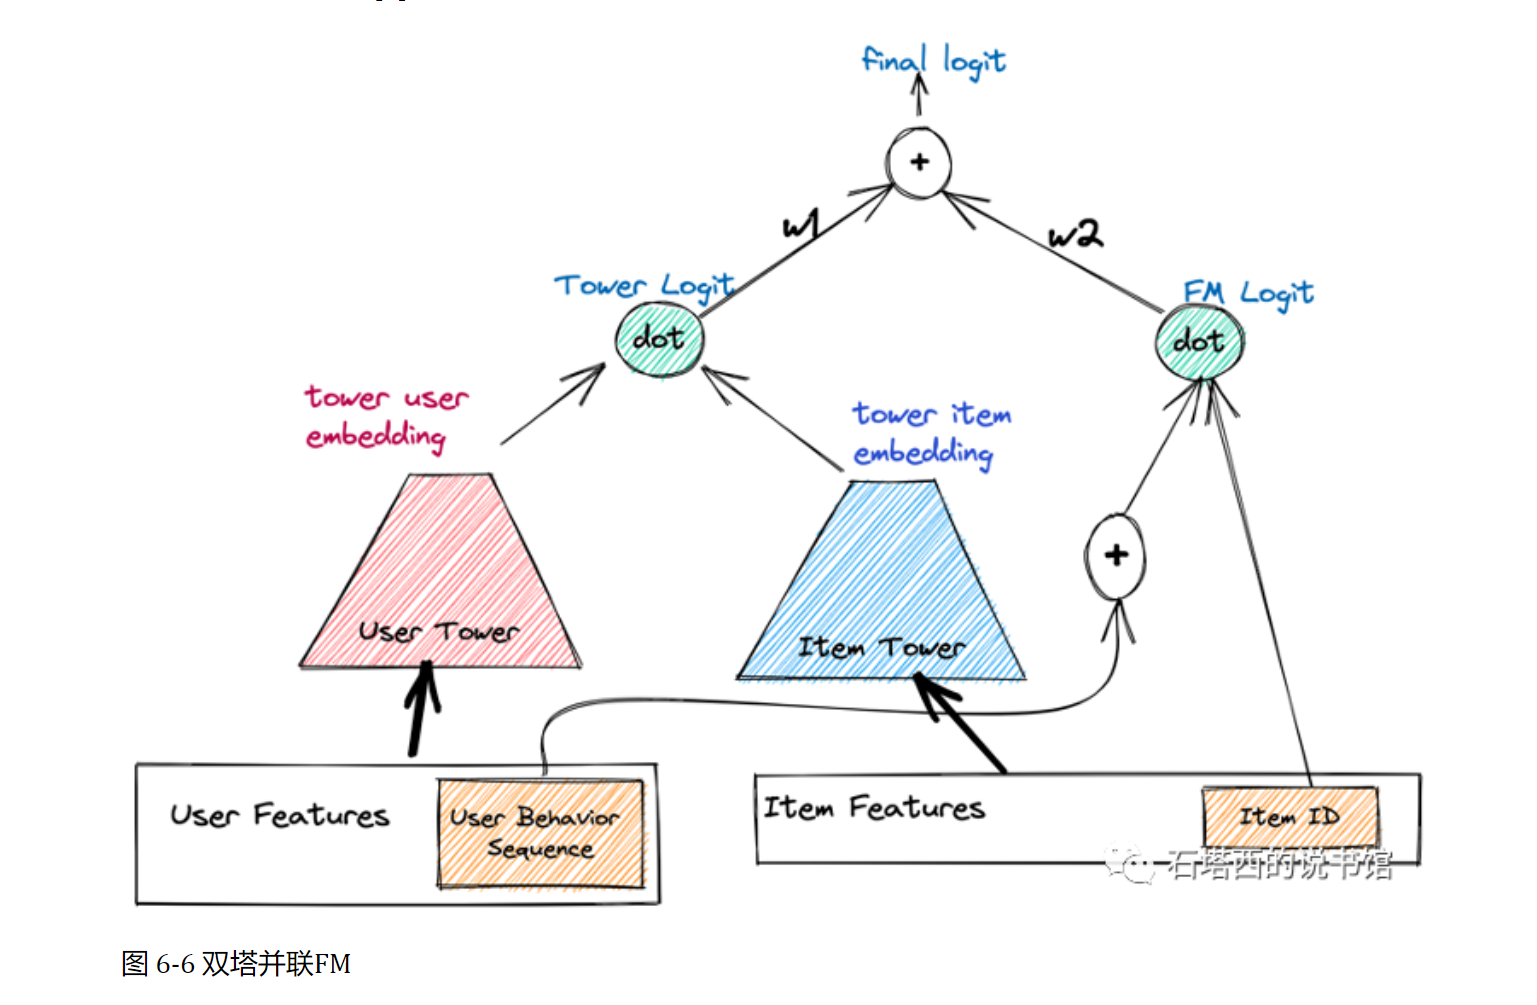 final logit
+
w1
w2
Tower Logit
FM Logit
dot
dot
tower user
embedding
tower item
embedding
+
User Tower
Item Tower
User Features
User Behavior
Sequence
Item Features
Item ID
石塔西的说书馆
图 6-6 双塔并联FM